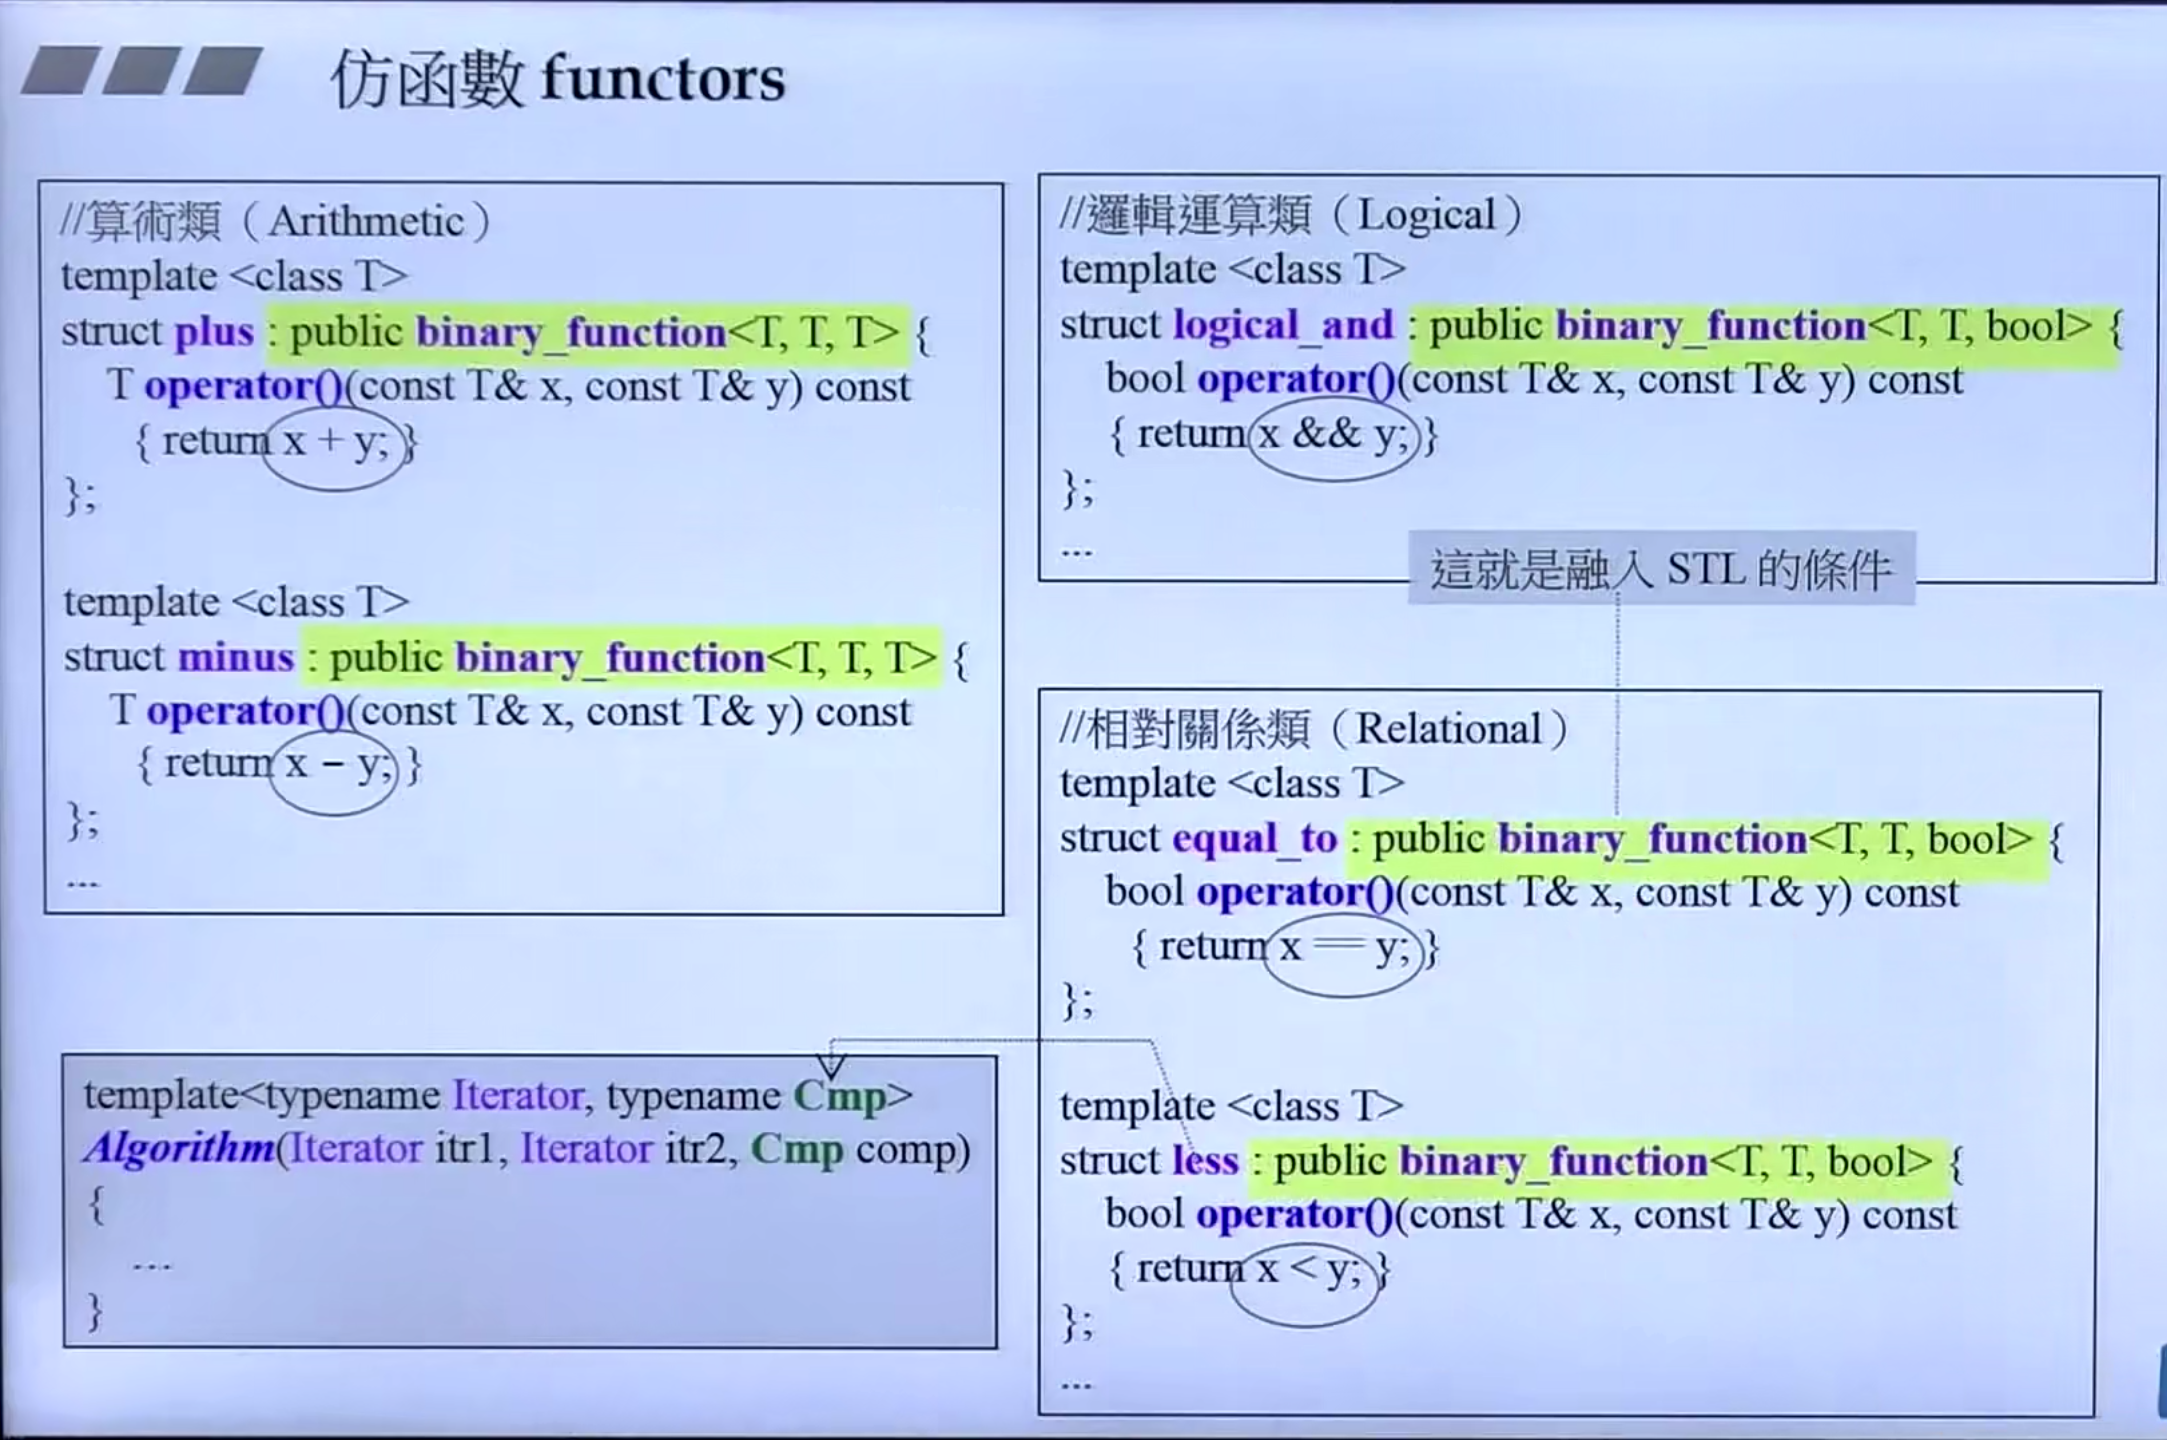 仿函數 functors
//算術類（Arithmetic）
template <class T>
struct plus : public binary_function<T, T, T> {
T operator()(const T& x, const T& y) const
{ return x + y; }
};
template <class T>
struct minus : public binary_function<T, T, T> {
T operator()(const T& x, const T& y) const
{ return x − y; }
};
...
template<typename Iterator, typename Cmp>
Algorithm(Iterator itr1, Iterator itr2, Cmp comp)
{
...
}
//邏輯運算類（Logical）
template <class T>
struct logical_and : public binary_function<T, T, bool> {
bool operator()(const T& x, const T& y) const
{ return x && y; }
};
...
這就是融入 STL 的條件
//相對關係類（Relational）
template <class T>
struct equal_to : public binary_function<T, T, bool> {
bool operator()(const T& x, const T& y) const
{ return x == y; }
};
template <class T>
struct less : public binary_function<T, T, bool> {
bool operator()(const T& x, const T& y) const
{ return x < y; }
};
...